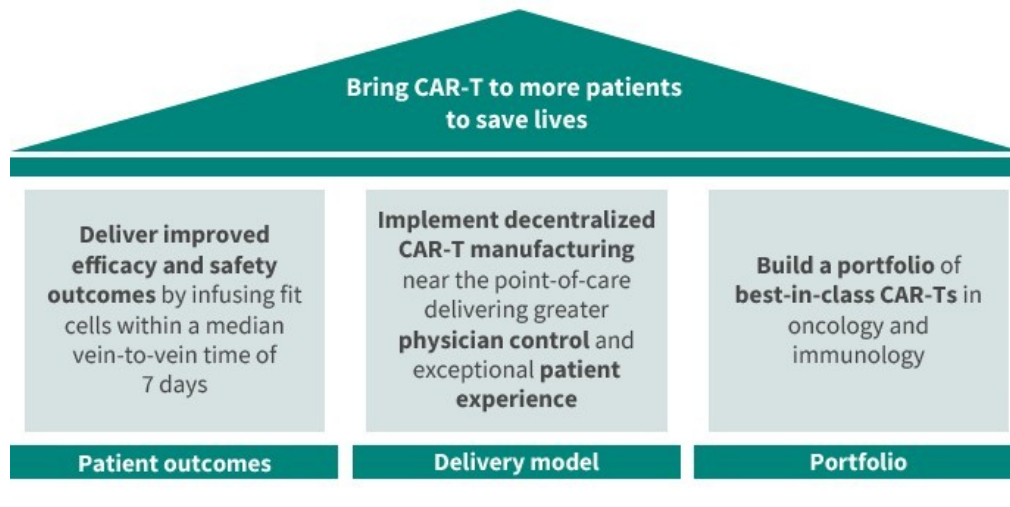 Bring CAR-T to more patients
to save lives
Deliver improved
efficacy and safety
outcomes by infusing fit
cells within a median
vein-to-vein time of
7 days
Patient outcomes
Implement decentralized
CAR-T manufacturing
near the point-of-care
delivering greater
physician control and
exceptional patient
experience
Delivery model
Build a portfolio of
best-in-class CAR-Ts in
oncology and
immunology
Portfolio